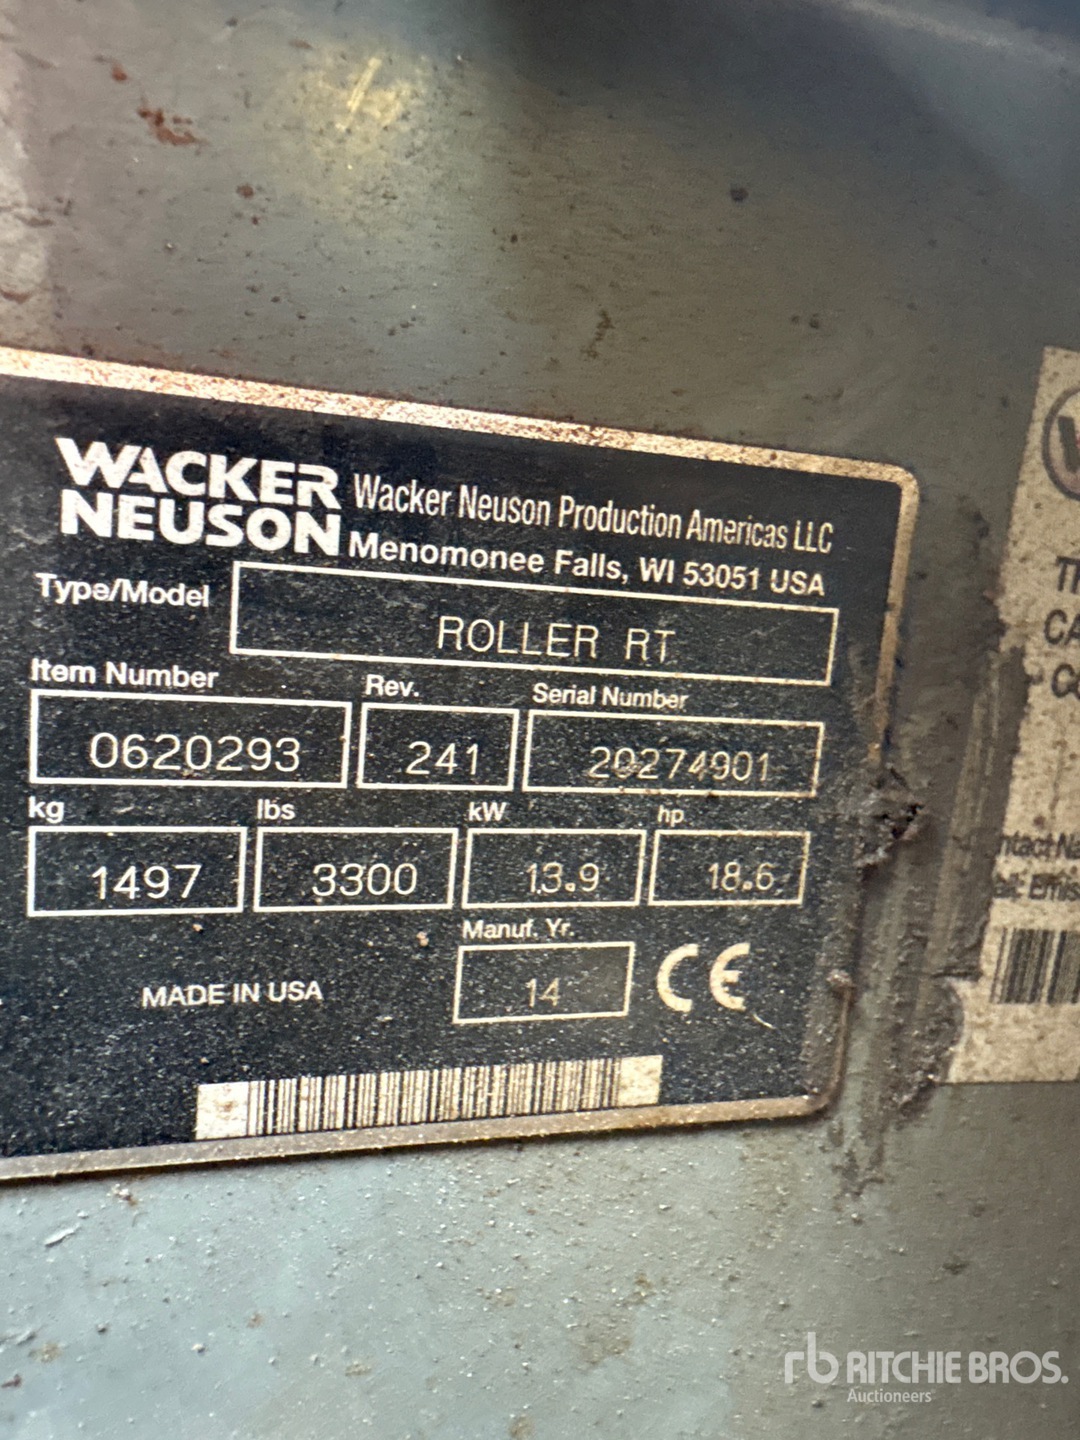 WACKER
NEUSON
Wacker Neuson Production Americas LLC
Menomonee Falls, WI 53051 USA
Type/Model
ROLLER RT
Item Number Rev. Serial Number
0620293 241 20274901
kg lbs kW hp
1497 3300 13.9 18.6
Manuf. Yr.
MADE IN USA 14 CE
rb RITCHIE BROS.
Auctioneers